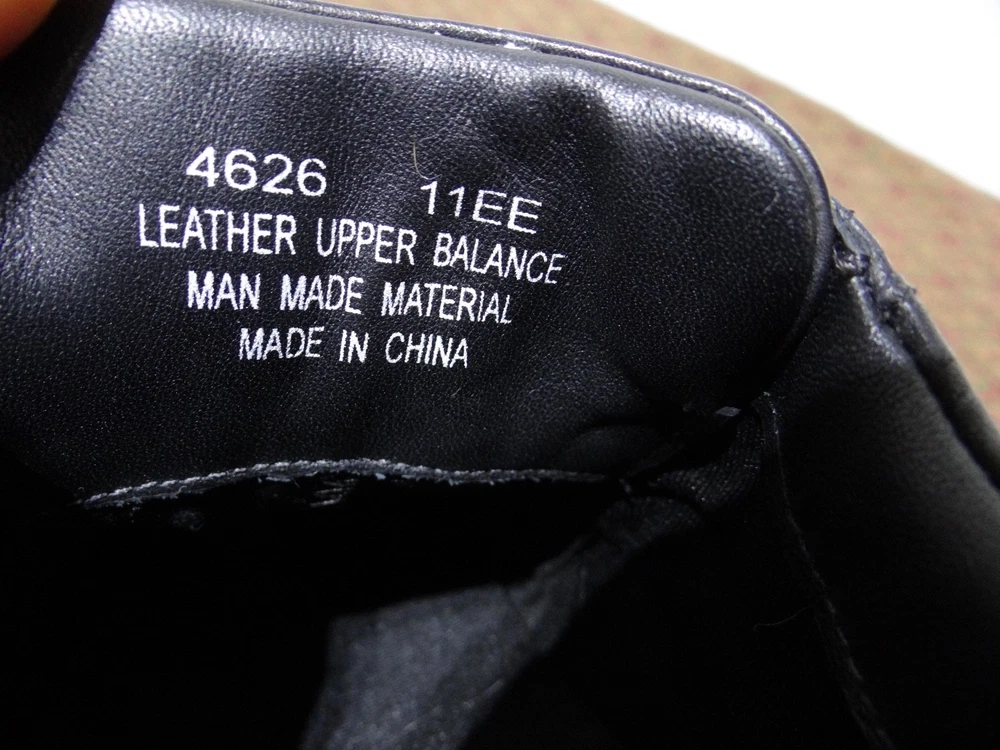 4626 11EE
LEATHER UPPER BALANCE
MAN MADE MATERIAL
MADE IN CHINA